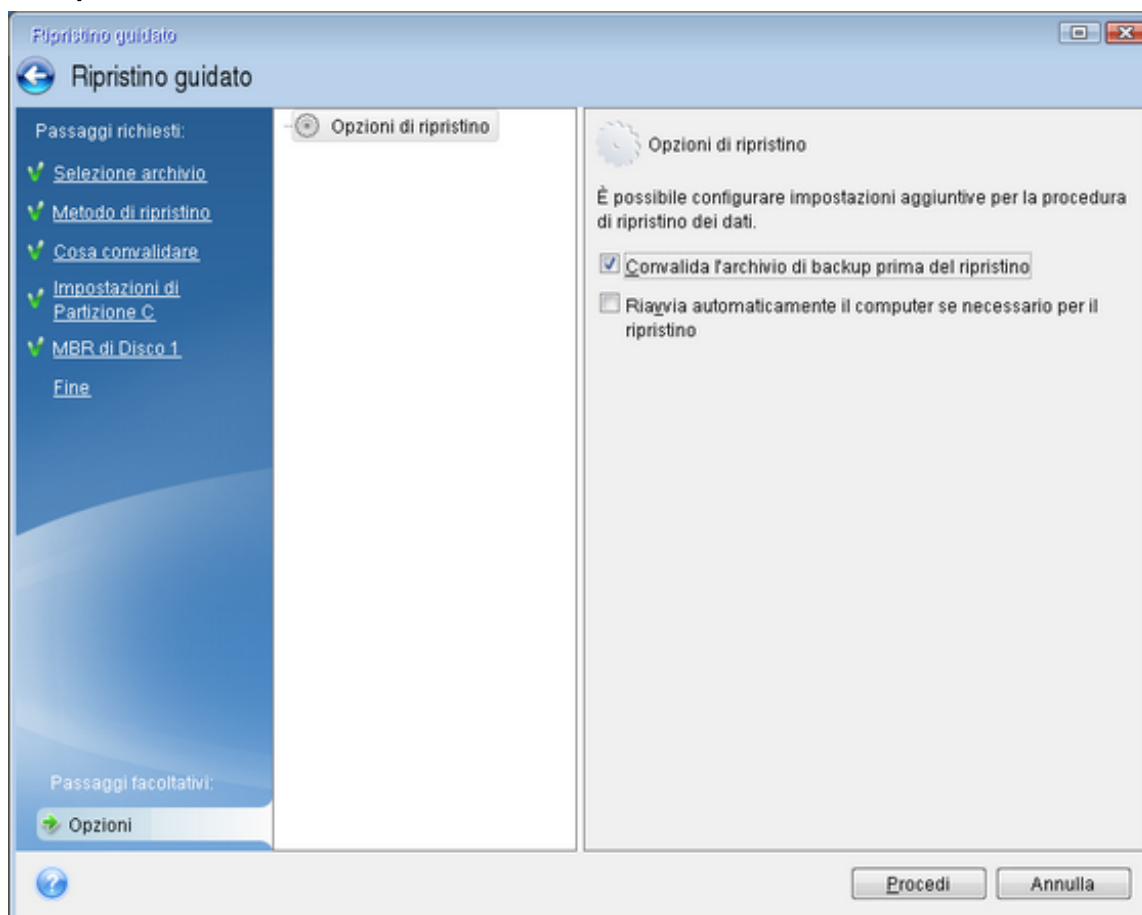 Ripristino guidato
Ripristino guidato
Passaggi richiesti:
Selezione archivio
Metodo di ripristino
Cosa convalidare
Impostazioni di
Partizione C
MBR di Disco 1
Fine
Passaggi facoltativi:
Opzioni
Opzioni di ripristino
Opzioni di ripristino
È possibile configurare impostazioni aggiuntive per la procedura
di ripristino dei dati.
Convalida l'archivio di backup prima del ripristino
Riavvia automaticamente il computer se necessario per il
ripristino
Procedi
Annulla